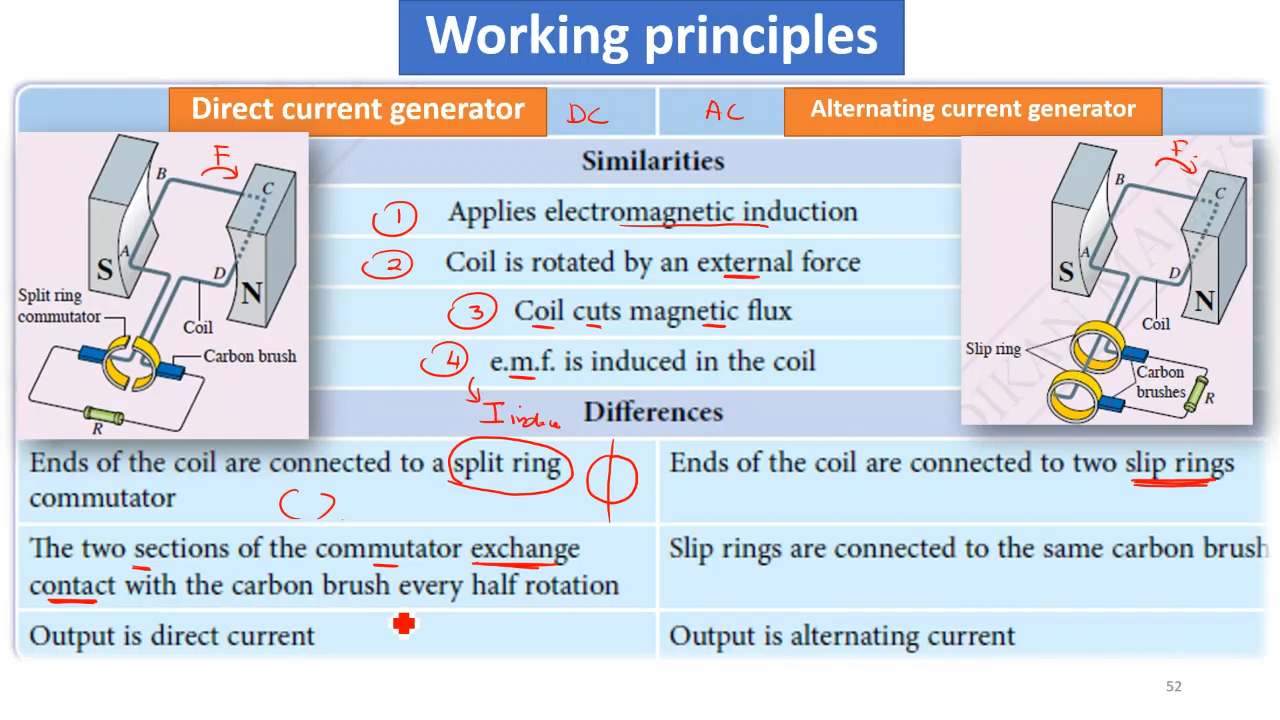 Working principles
Direct current generator
DC
AC
Alternating current generator
Similarities
1 Applies electromagnetic induction
2 Coil is rotated by an external force
3 Coil cuts magnetic flux
4 e.m.f. is induced in the coil
I induce
Differences
F
B
C
A
S
D
N
Split ring
commutator
Coil
Carbon brush
R
F
B
C
A
S
D
N
Coil
Slip ring
Carbon
brushes
R
Ends of the coil are connected to a split ring
commutator
Ends of the coil are connected to two slip rings
The two sections of the commutator exchange
contact with the carbon brush every half rotation
Slip rings are connected to the same carbon brush
Output is direct current
Output is alternating current
52